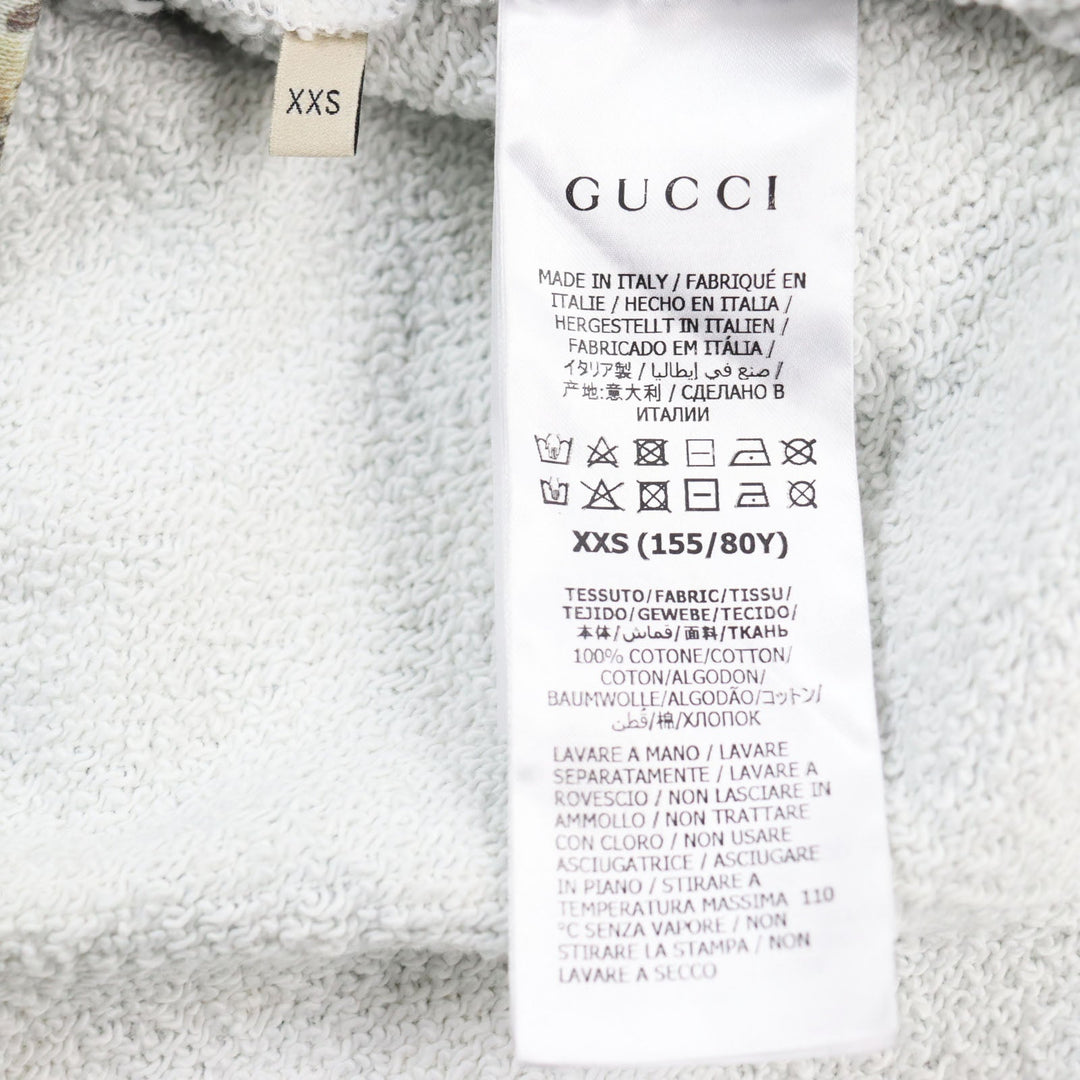 XXS
GUCCI
MADE IN ITALY / FABRIQUÉ EN
ITALIE / HECHO EN ITALIA /
HERGESTELLT IN ITALIEN /
FABRICADO EM ITÁLIA /
イタリア製 / صنع في إيطاليا /
产地:意大利 / СДЕЛАНО В
ИТАЛИИ
XXS (155/80Y)
TESSUTO/FABRIC/TISSU/
TEJIDO/GEWEBE/TECIDO/
本体/قماش/面料/ТКАНЬ
100% COTONE/COTTON/
COTON/ALGODON/
BAUMWOLLE/ALGODÃO/コットン/
قطن/棉/ХЛОПОК
LAVARE A MANO / LAVARE
SEPARATAMENTE / LAVARE A
ROVESCIO / NON LASCIARE IN
AMMOLLO / NON TRATTARE
CON CLORO / NON USARE
ASCIUGATRICE / ASCIUGARE
IN PIANO / STIRARE A
TEMPERATURA MASSIMA 110
°C SENZA VAPORE / NON
STIRARE LA STAMPA / NON
LAVARE A SECCO